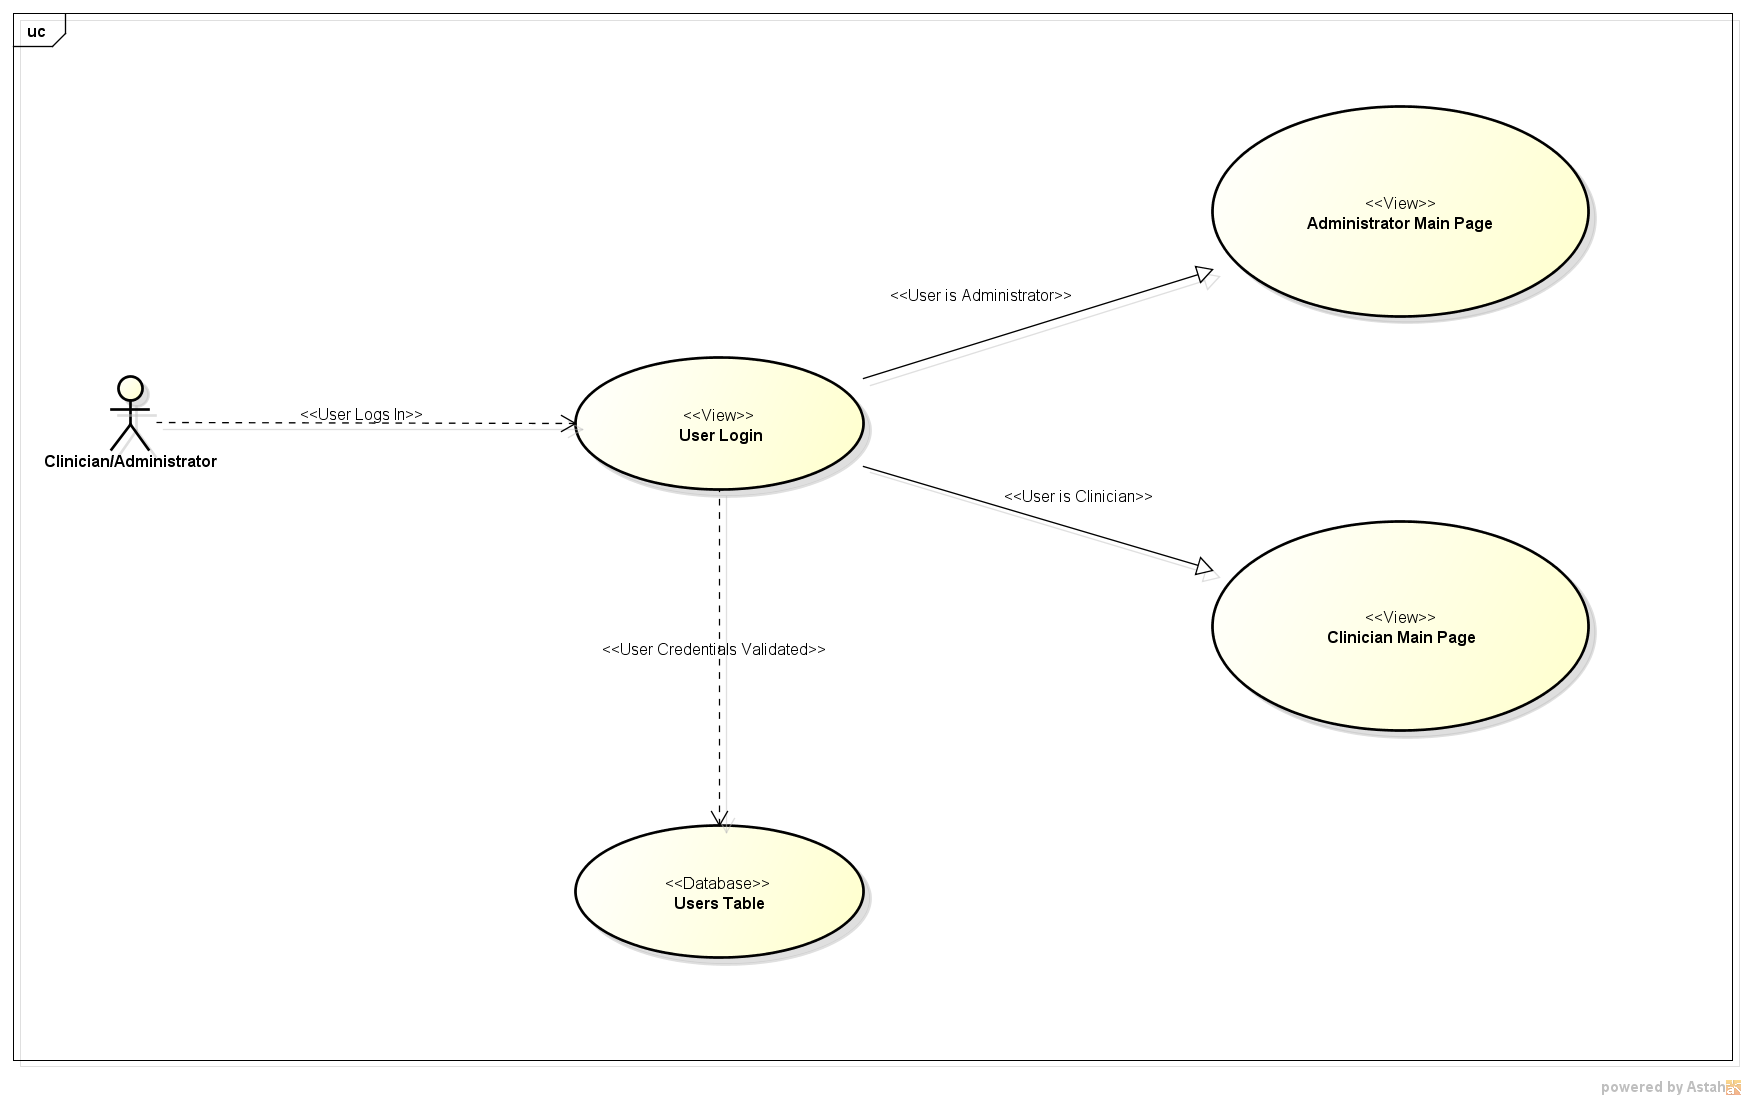 uc
<<View>>
Administrator Main Page
<<User is Administrator>>
<<User Logs In>>
Clinician/Administrator
<<View>>
User Login
<<User is Clinician>>
<<View>>
Clinician Main Page
<<User Credentials Validated>>
<<Database>>
Users Table
powered by Astah